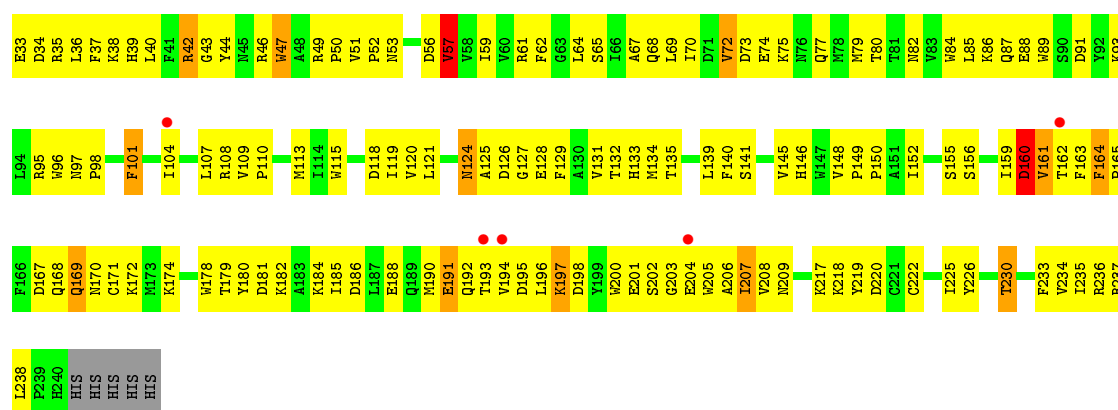 E33 D34 R35 L36 F37 K38 H39 L40 F41 R42 G43 Y44 N45 R46 W47 A48 R49 P50 V51 P52 N53 D56 V57 V58 I59 V60 R61 F62 G63 L64 S65 I66 A67 Q68 L69 I70 D71 V72 D73 E74 K75 N76 Q77 M78 M79 T80 T81 N82 V83 W84 L85 K86 Q87 E88 W89 S90 D91 Y92 K93
L94 R95 W96 N97 P98 F101 I104 L107 R108 V109 P110 M113 I114 W115 D118 I119 V120 L121 N124 A125 D126 G127 E128 F129 A130 V131 T132 H133 M134 T135 L139 F140 S141 V145 H146 W147 V148 P149 P150 A151 I152 S155 S156 I159 D160 V161 T162 F163 F164 P165
F166 D167 Q168 Q169 N170 C171 K172 M173 K174 W178 T179 Y180 D181 K182 A183 K184 I185 D186 L187 E188 Q189 M190 E191 Q192 T193 V194 D195 L196 K197 D198 Y199 W200 E201 S202 G203 E204 W205 A206 I207 V208 N209 K217 K218 Y219 D220 C221 C222 I225 Y226 T230 F233 V234 I235 R236 R237
L238 P239 H240 HIS HIS HIS HIS HIS